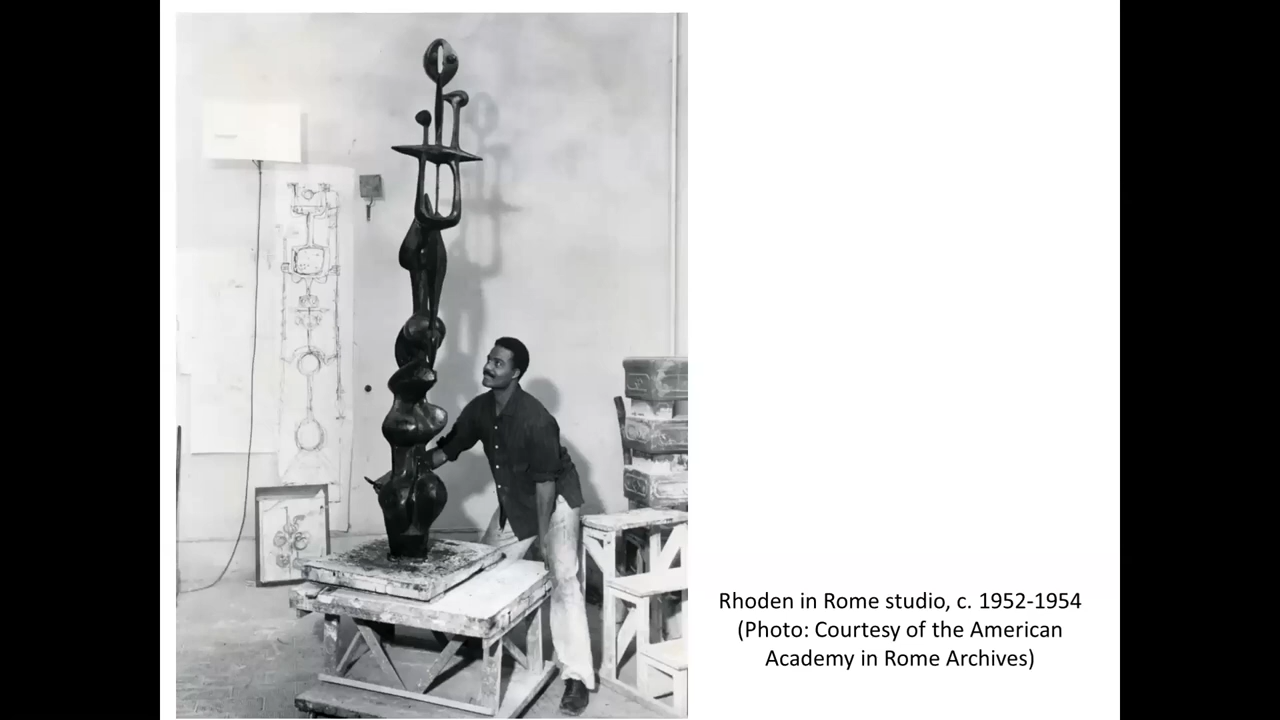 Rhoden in Rome studio, c. 1952-1954
(Photo: Courtesy of the American
Academy in Rome Archives)